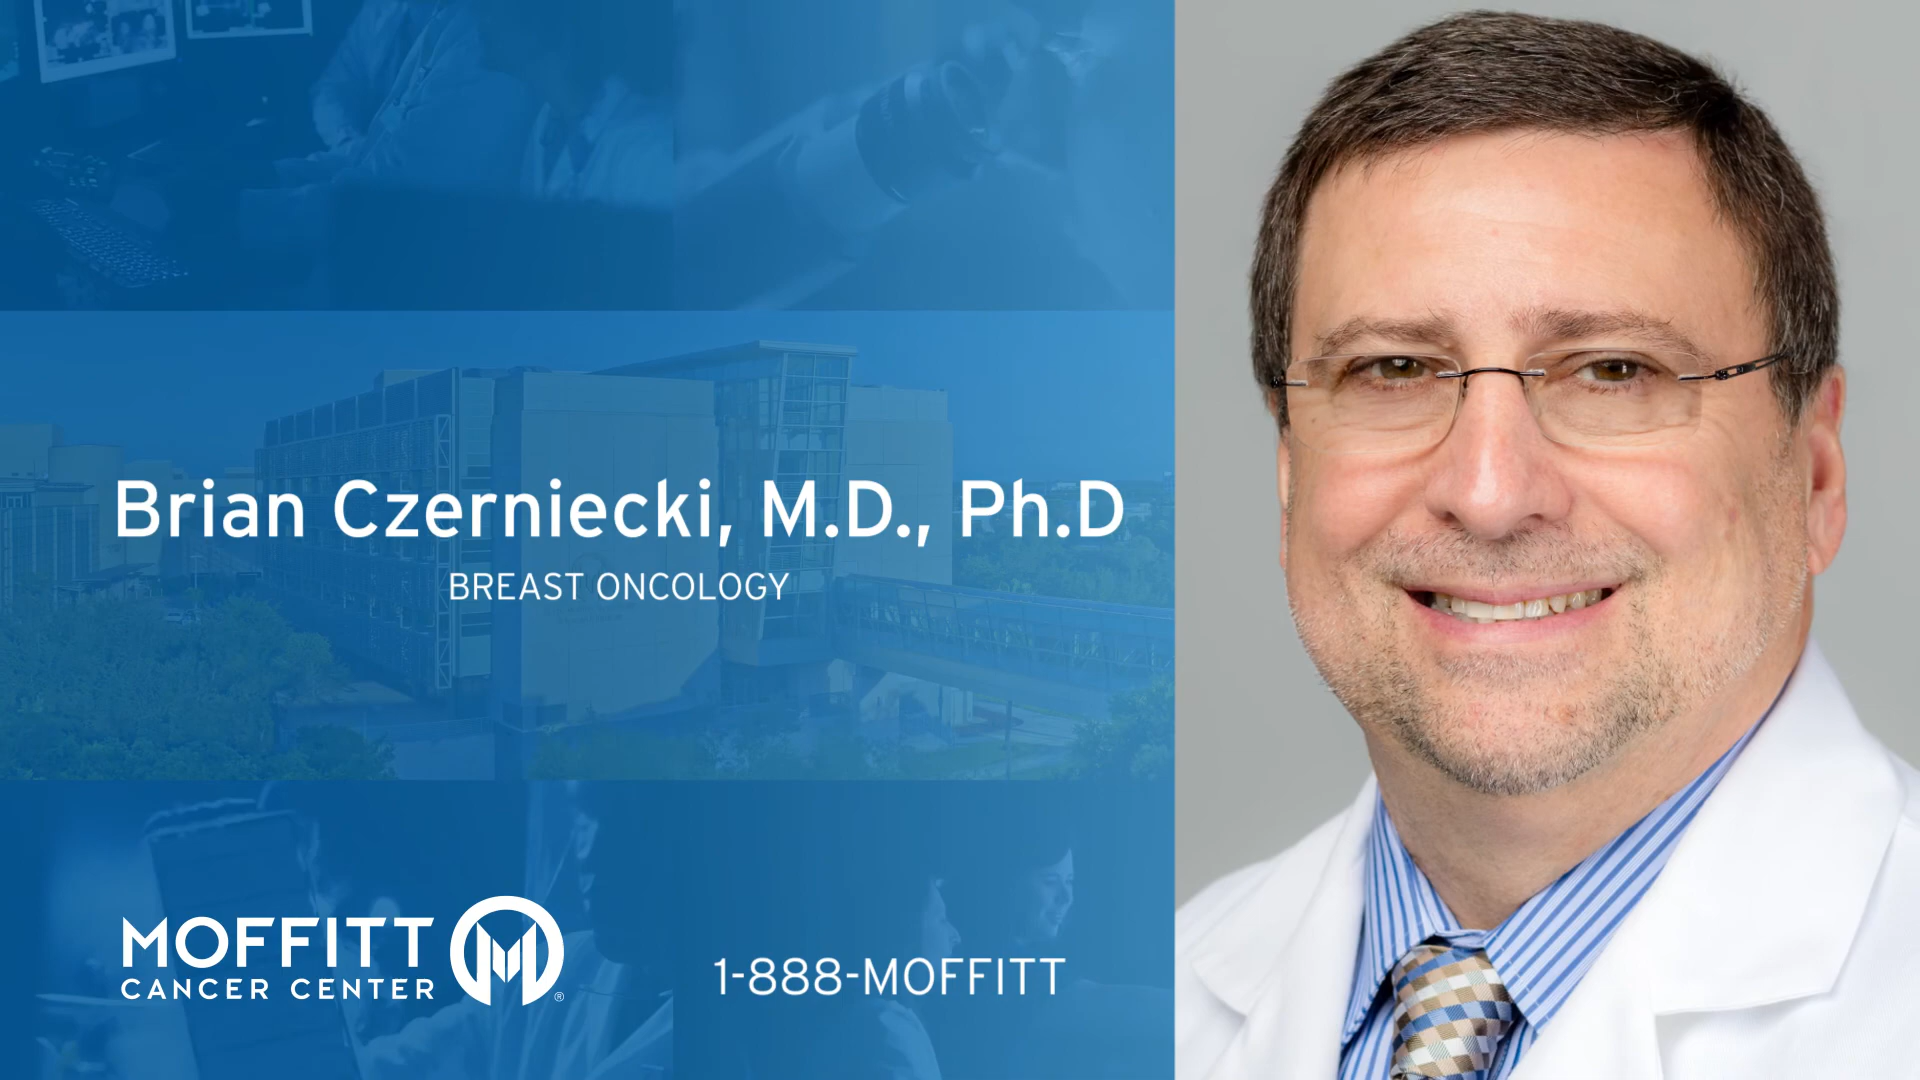 Brian Czerniecki, M.D., Ph.D
BREAST ONCOLOGY
MOFFITT
CANCER CENTER
®
1-888-MOFFITT